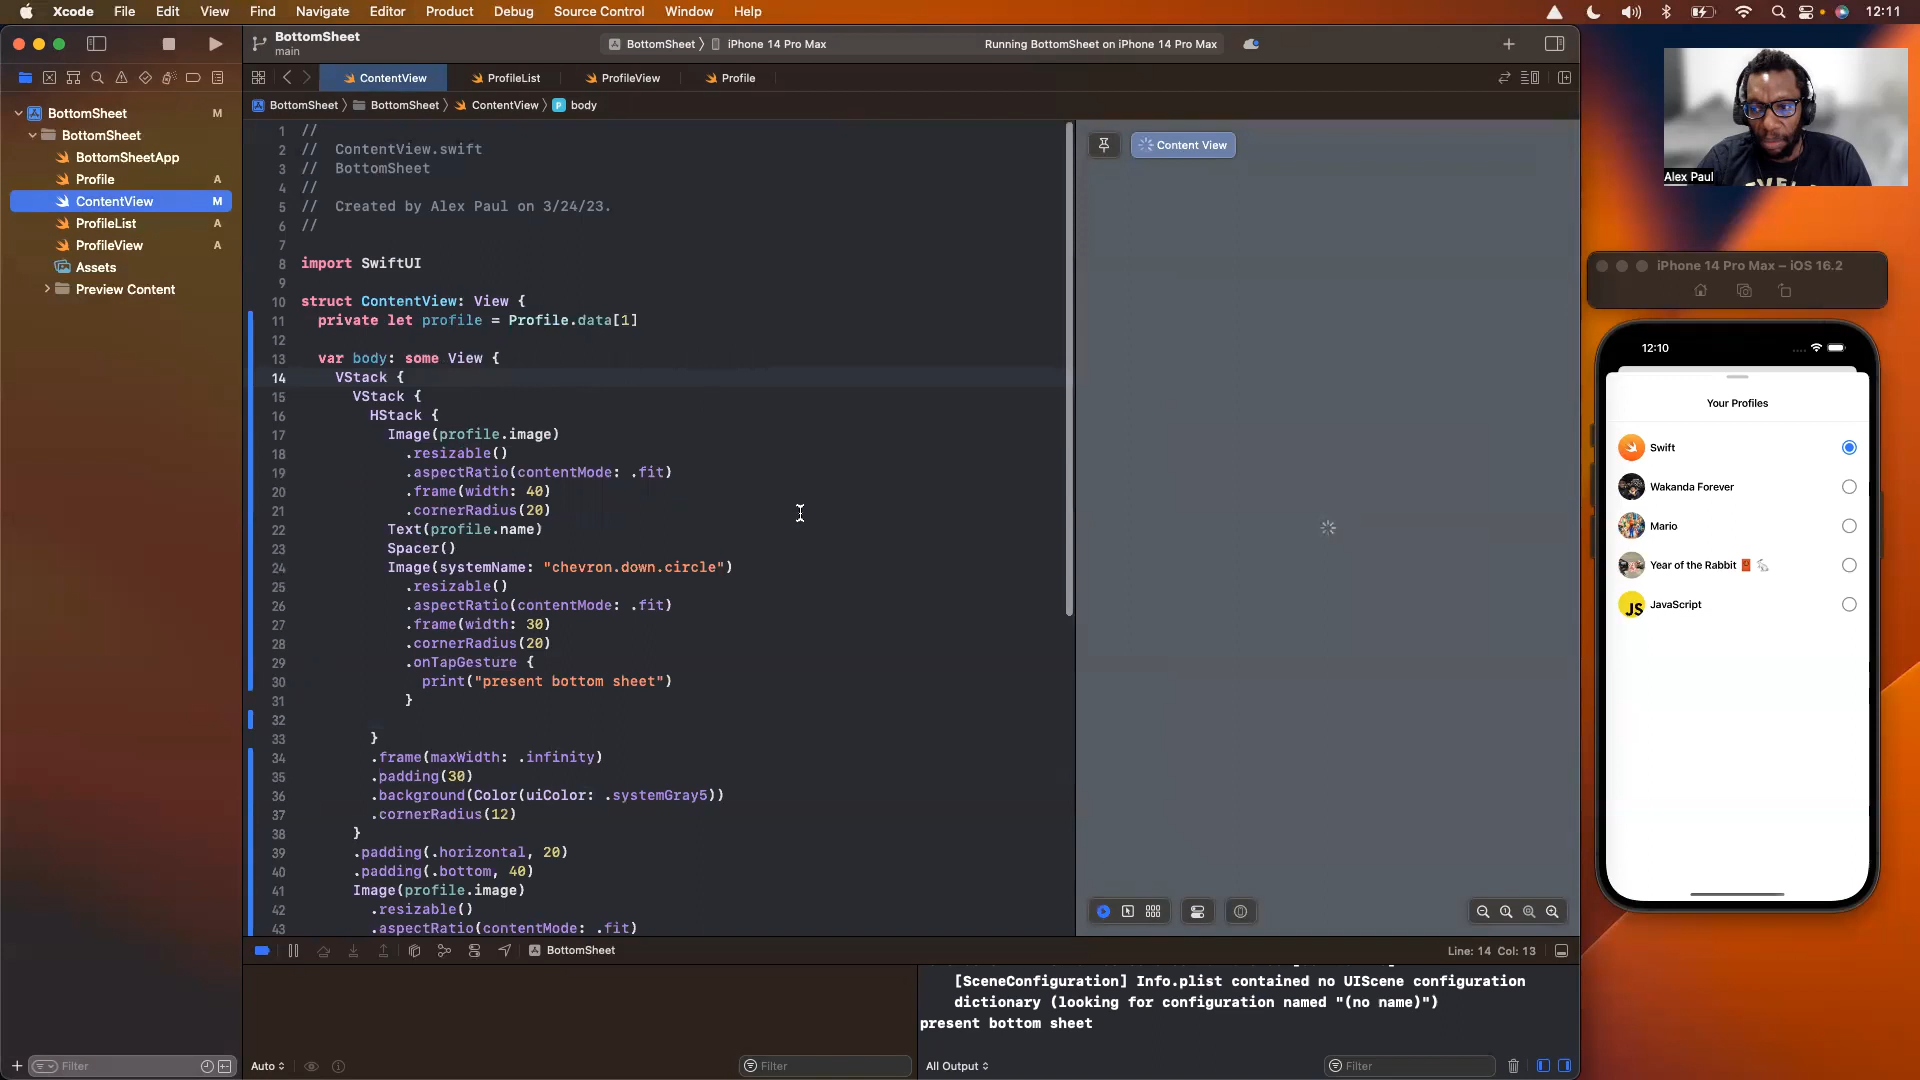 Xcode File Edit View Find Navigate Editor Product Debug Source Control Window Help 12:11
BottomSheet
main
BottomSheet iPhone 14 Pro Max Running BottomSheet on iPhone 14 Pro Max
ContentView ProfileList ProfileView Profile
BottomSheet BottomSheet ContentView P body
BottomSheet M
BottomSheet
BottomSheetApp
Profile A
ContentView M
ProfileList A
ProfileView A
Assets
Preview Content
1 //
2 // ContentView.swift
3 // BottomSheet
4 //
5 // Created by Alex Paul on 3/24/23.
6 //
7
8 import SwiftUI
9
10 struct ContentView: View {
11 private let profile = Profile.data[1]
12
13 var body: some View {
14 VStack {
15 VStack {
16 HStack {
17 Image(profile.image)
18 .resizable()
19 .aspectRatio(contentMode: .fit)
20 .frame(width: 40)
21 .cornerRadius(20)
22 Text(profile.name)
23 Spacer()
24 Image(systemName: "chevron.down.circle")
25 .resizable()
26 .aspectRatio(contentMode: .fit)
27 .frame(width: 30)
28 .cornerRadius(20)
29 .onTapGesture {
30 print("present bottom sheet")
31 }
32
33 }
34 .frame(maxWidth: .infinity)
35 .padding(30)
36 .background(Color(uiColor: .systemGray5))
37 .cornerRadius(12)
38 }
39 .padding(.horizontal, 20)
40 .padding(.bottom, 40)
41 Image(profile.image)
42 .resizable()
43 .aspectRatio(contentMode: .fit)
Content View
Alex Paul
iPhone 14 Pro Max – iOS 16.2
12:10
Your Profiles
Swift
Wakanda Forever
Mario
Year of the Rabbit 🧧 🐇
JS JavaScript
BottomSheet
Line: 14 Col: 13
[SceneConfiguration] Info.plist contained no UIScene configuration
dictionary (looking for configuration named "(no name)")
present bottom sheet
Filter
Auto
Filter
All Output
Filter